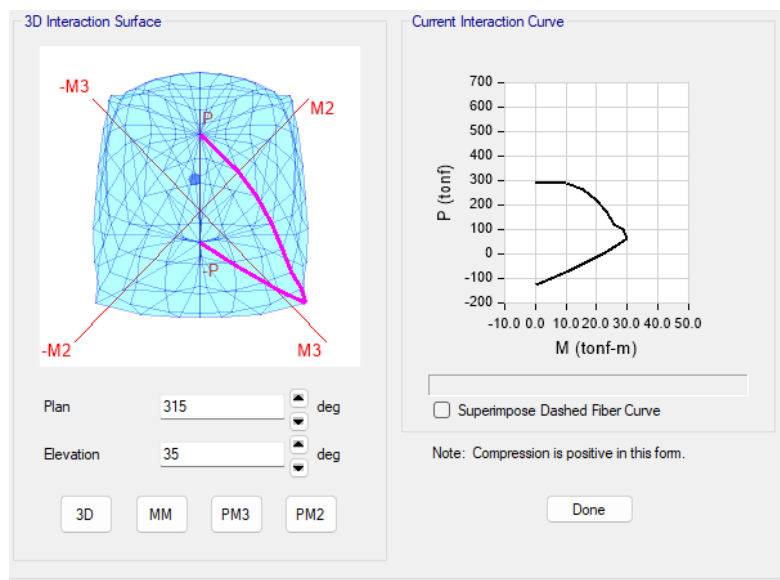 3D Interaction Surface
-M3
M2
P
-P
-M2
M3
Plan 315 deg
Elevation 35 deg
3D MM PM3 PM2
Current Interaction Curve
700
600
500
400
300
200
100
0
-100
-200
P (tonf)
-10.0 0.0 10.0 20.0 30.0 40.0 50.0
M (tonf-m)
Superimpose Dashed Fiber Curve
Note: Compression is positive in this form.
Done